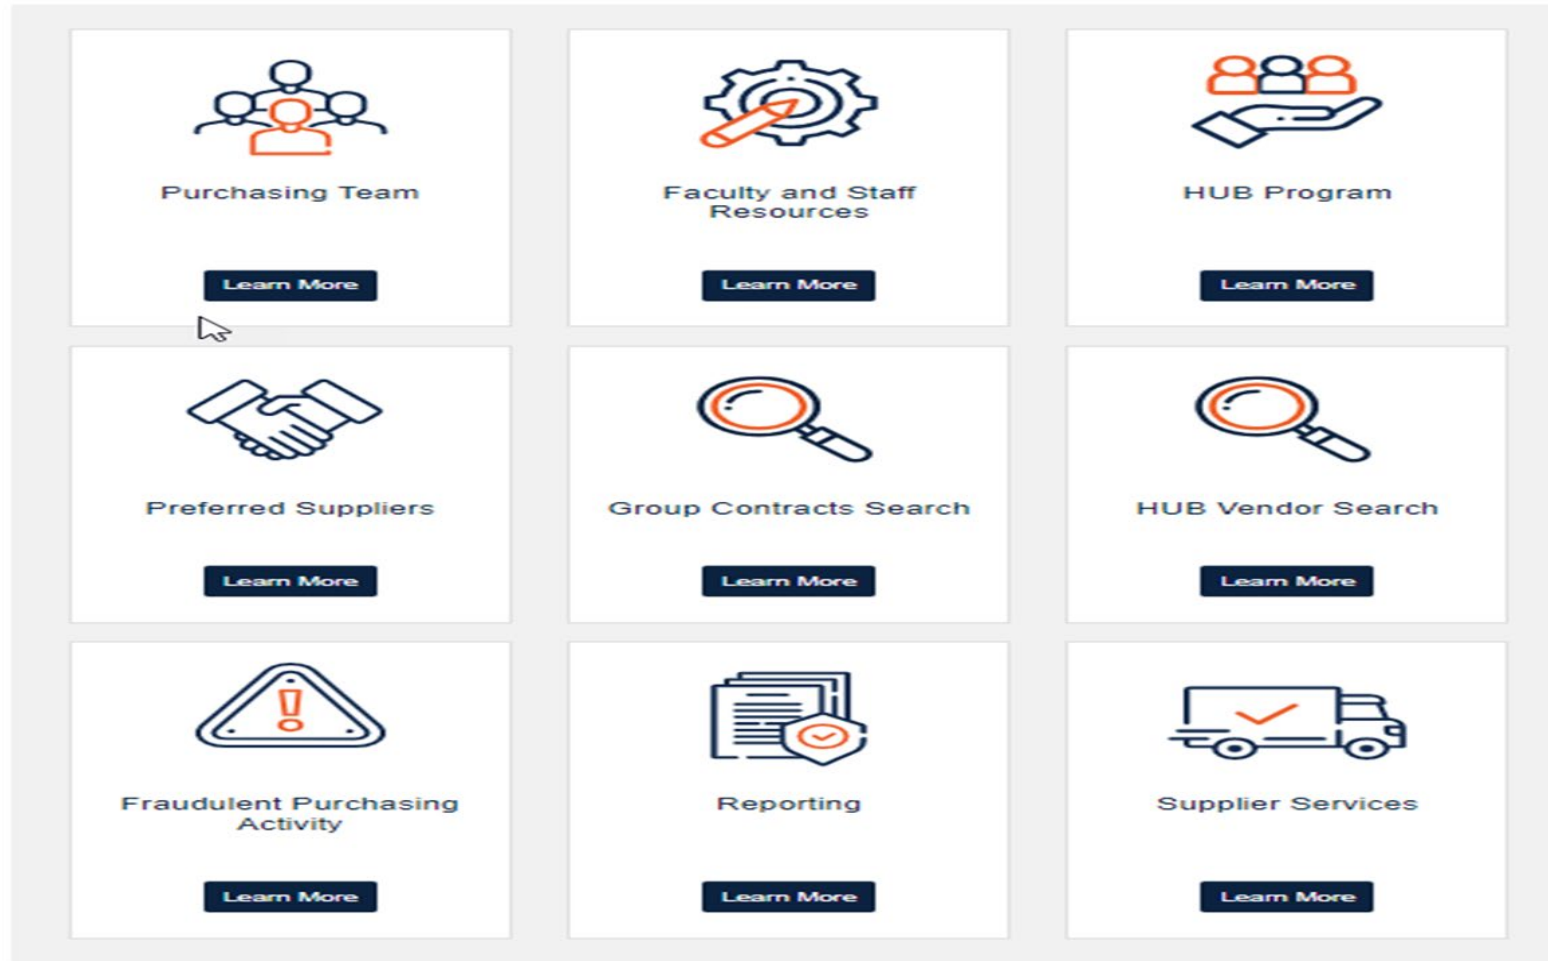 Purchasing Team
Learn More
Faculty and Staff
Resources
Learn More
HUB Program
Learn More
Preferred Suppliers
Learn More
Group Contracts Search
Learn More
HUB Vendor Search
Learn More
Fraudulent Purchasing
Activity
Learn More
Reporting
Learn More
Supplier Services
Learn More